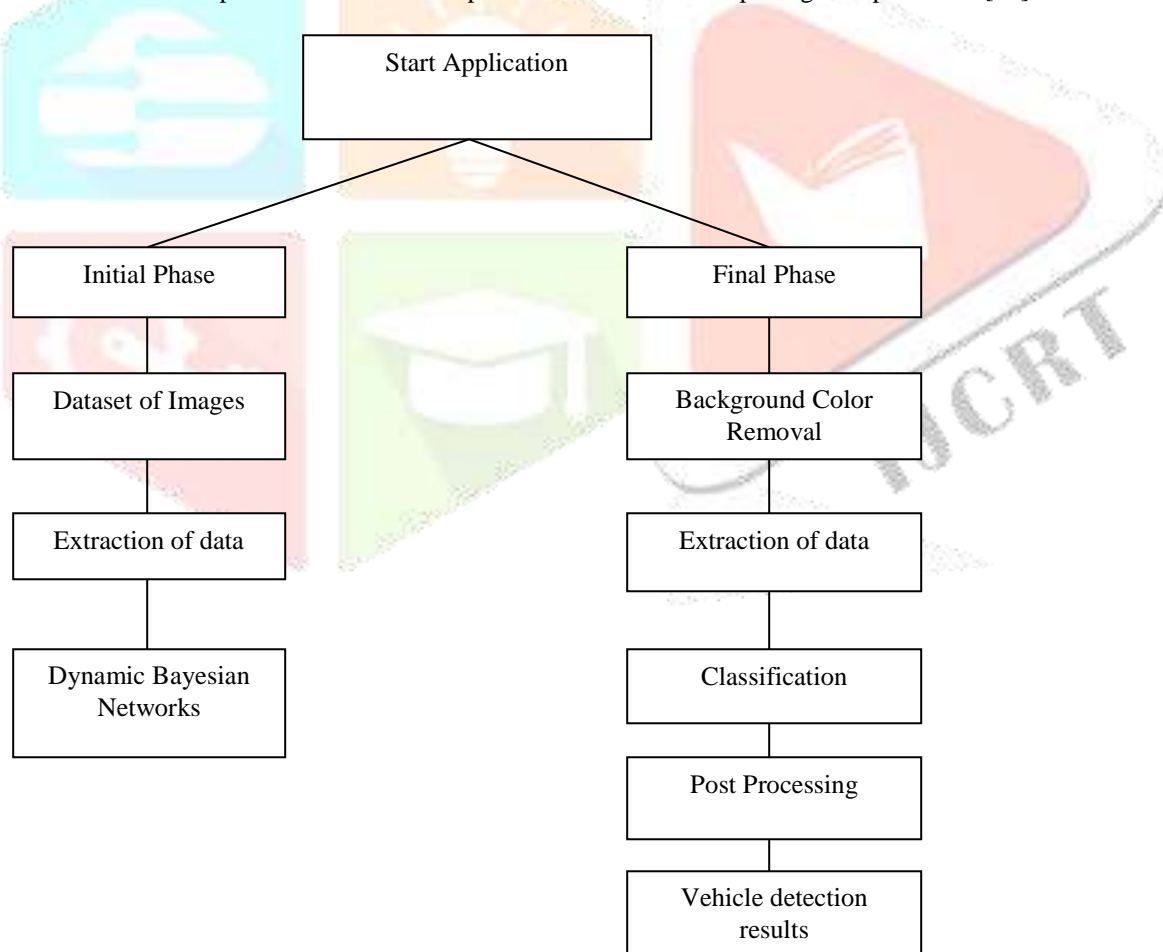 Start Application
Initial Phase
Final Phase
Dataset of Images
Background Color
Removal
Extraction of data
Extraction of data
Dynamic Bayesian
Networks
Classification
Post Processing
Vehicle detection
results
IJCRT